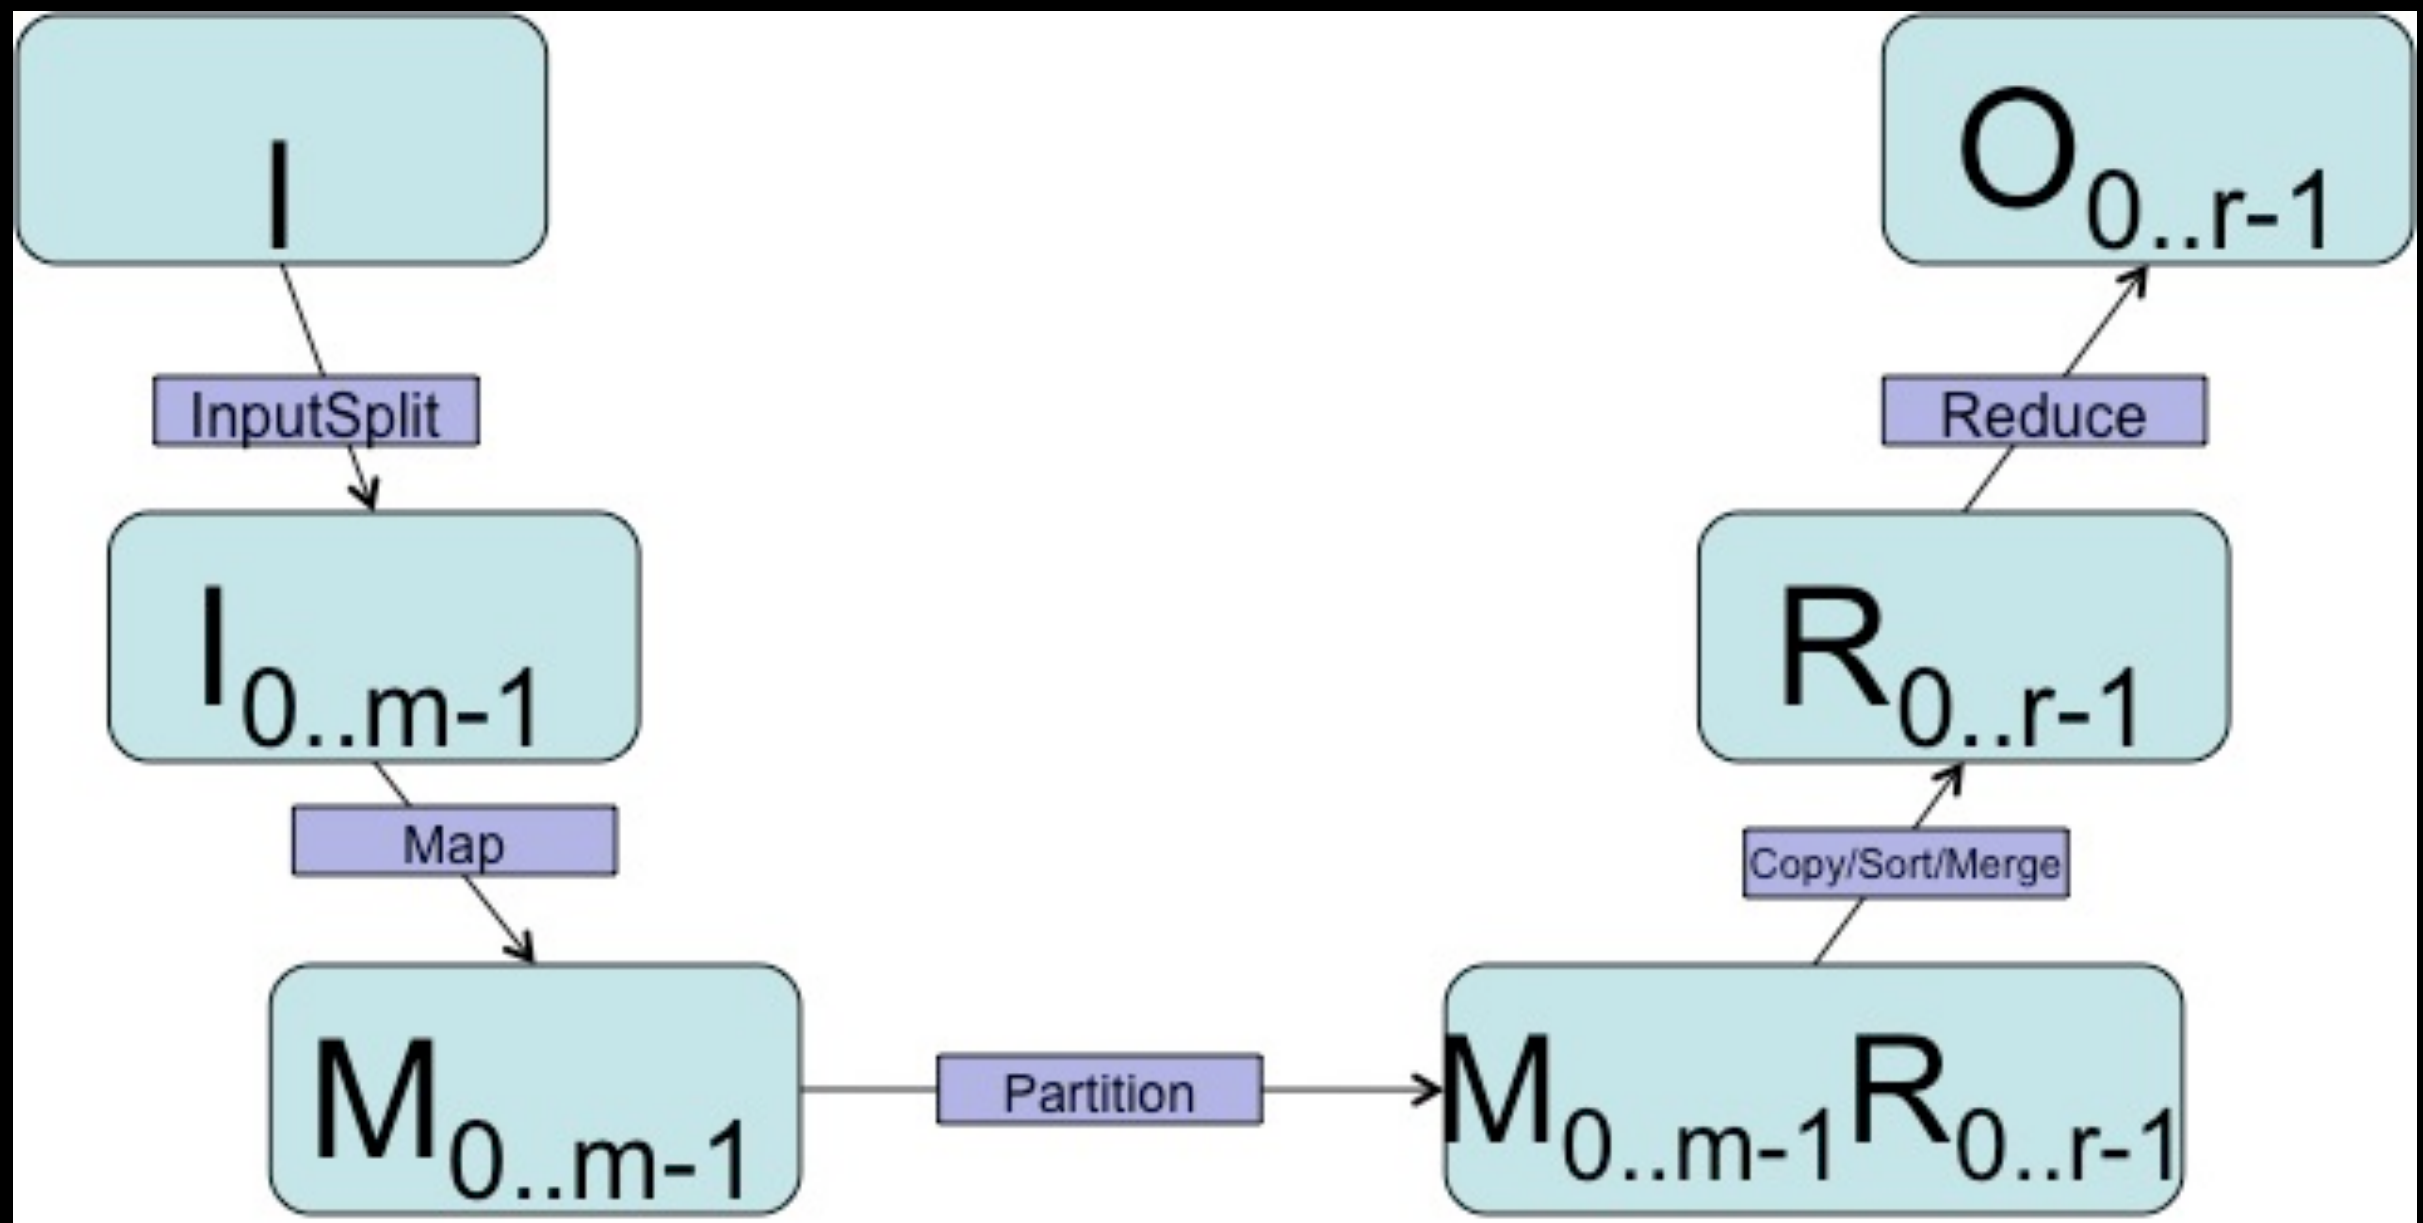 I
InputSplit
I0..m-1
Map
M0..m-1
Partition
M0..m-1R0..r-1
Copy/Sort/Merge
R0..r-1
Reduce
O0..r-1